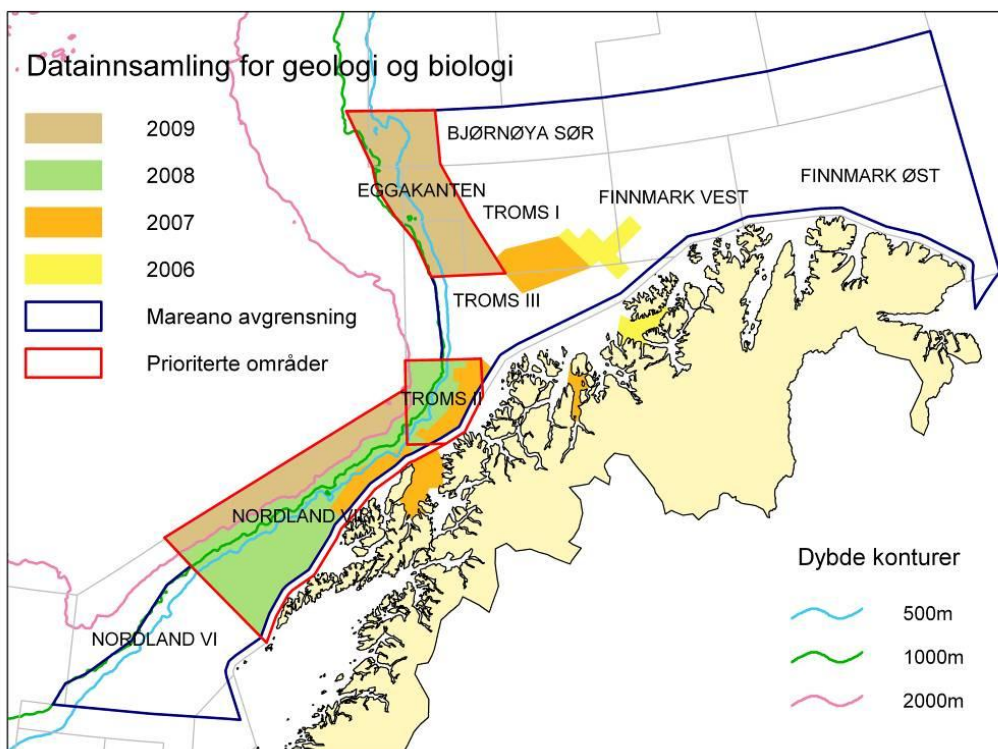 Datainnsamling for geologi og biologi
2009
2008
2007
2006
Mareano avgrensning
Prioriterte områder
BJØRNØYA SØR
EGGAKANTEN
TROMS I
FINNMARK VEST
FINNMARK ØST
TROMS III
TROMS II
NORDLAND VII
NORDLAND VI
Dybde konturer
500m
1000m
2000m